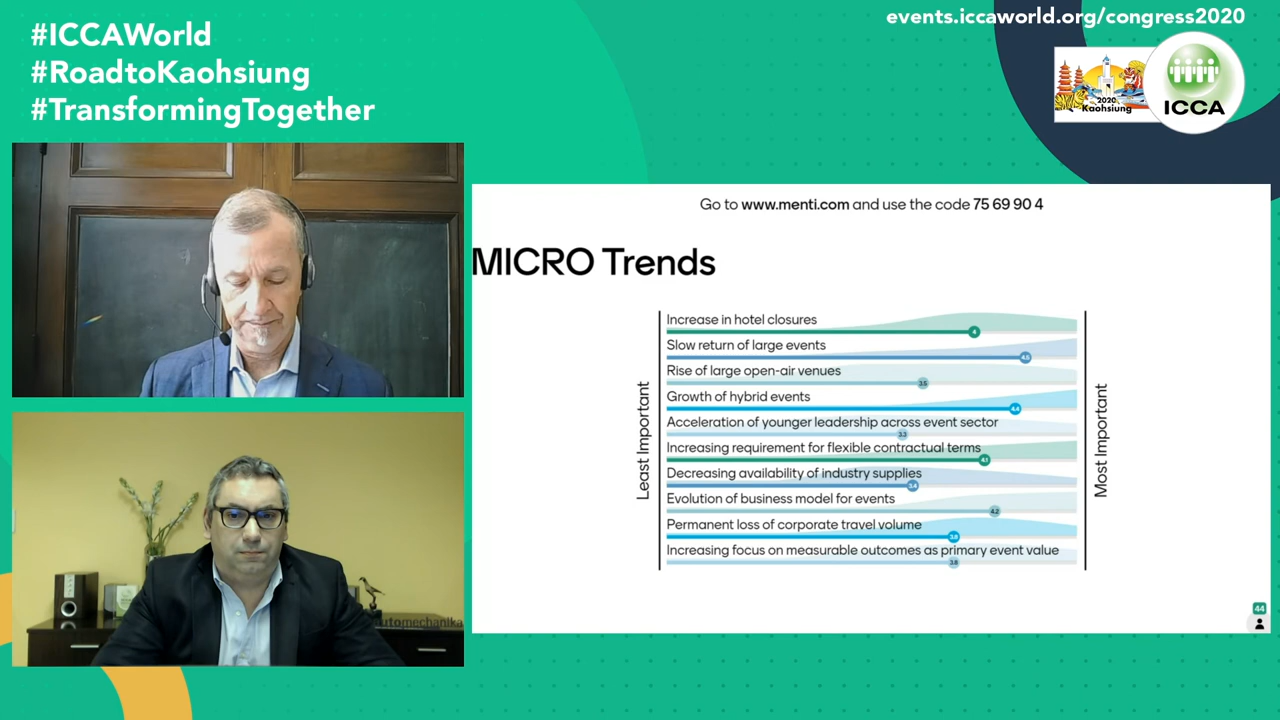 #ICCAWorld
#RoadtoKaohsiung
#TransformingTogether
events.iccaworld.org/congress2020
2020
Kaohsiung
ICCA
Go to www.menti.com and use the code 75 69 90 4
MICRO Trends
Least Important
Most Important
Increase in hotel closures
4
Slow return of large events
4.5
Rise of large open-air venues
3.5
Growth of hybrid events
4.4
Acceleration of younger leadership across event sector
3.3
Increasing requirement for flexible contractual terms
4.1
Decreasing availability of industry supplies
3.4
Evolution of business model for events
4.2
Permanent loss of corporate travel volume
3.8
Increasing focus on measurable outcomes as primary event value
3.8
44
automechanika